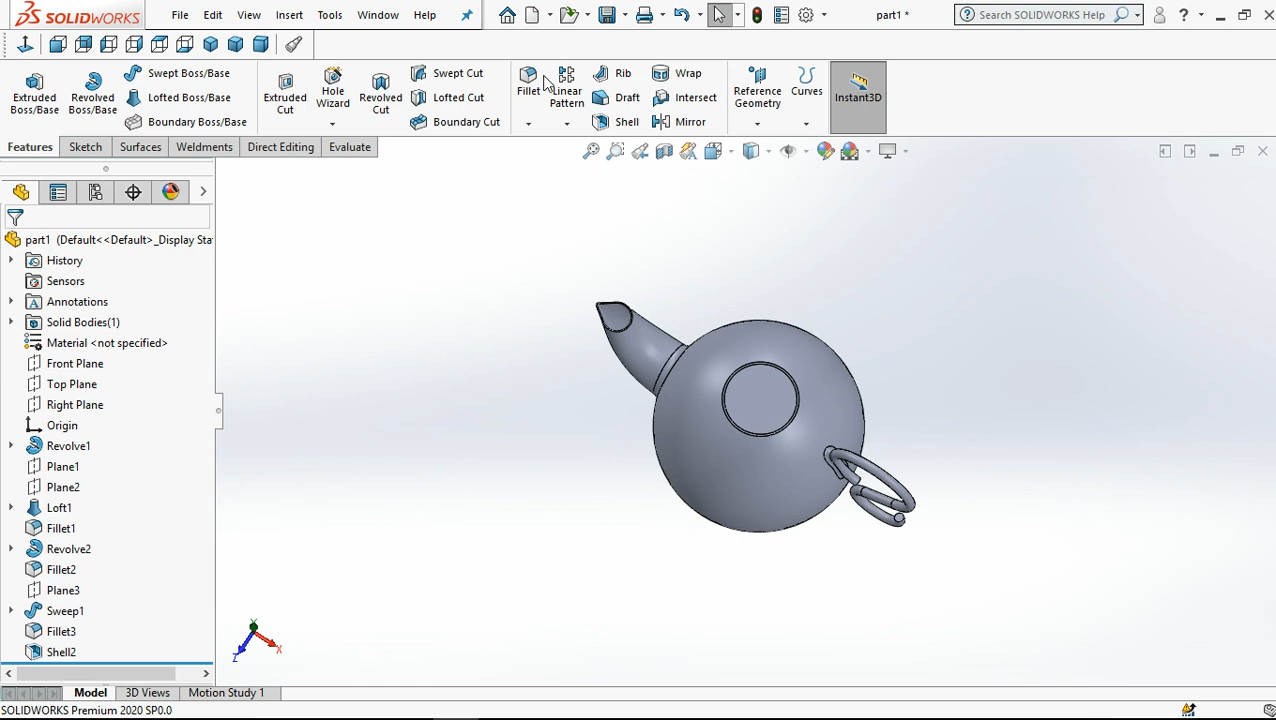 SOLIDWORKS File Edit View Insert Tools Window Help part1 * Search SOLIDWORKS Help ?
Extruded Boss/Base
Revolved Boss/Base
Swept Boss/Base
Lofted Boss/Base
Boundary Boss/Base
Extruded Cut
Hole Wizard
Revolved Cut
Swept Cut
Lofted Cut
Boundary Cut
Fillet
Linear Pattern
Rib
Draft
Shell
Wrap
Intersect
Mirror
Reference Geometry
Curves
Instant3D
Features Sketch Surfaces Weldments Direct Editing Evaluate
part1 (Default<<Default>_Display Sta
History
Sensors
Annotations
Solid Bodies(1)
Material <not specified>
Front Plane
Top Plane
Right Plane
Origin
Revolve1
Plane1
Plane2
Loft1
Fillet1
Revolve2
Fillet2
Plane3
Sweep1
Fillet3
Shell2
Y
X
Z
Model 3D Views Motion Study 1
SOLIDWORKS Premium 2020 SP0.0